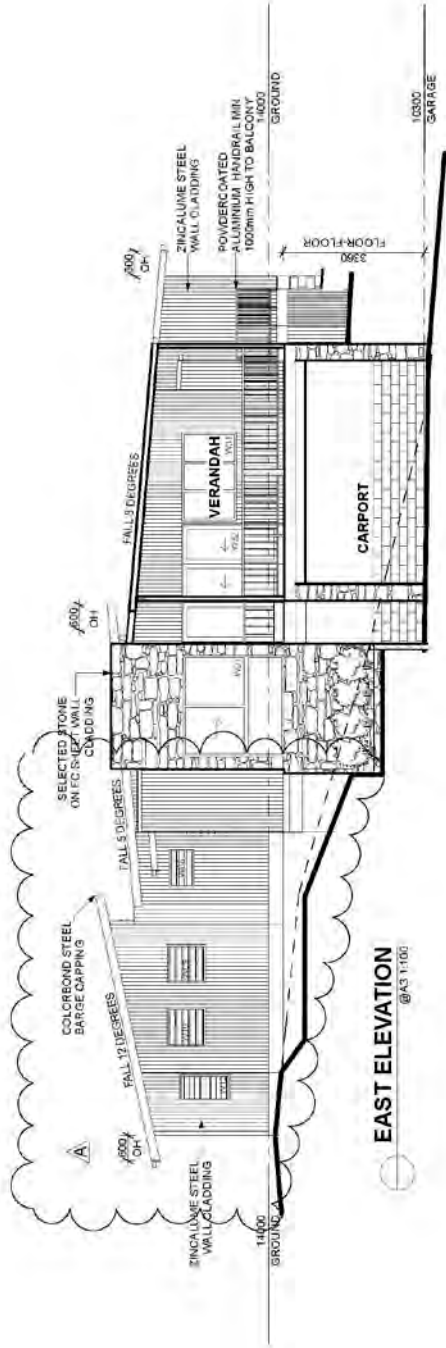 A
600
OH
FALL 12 DEGREES
COLORBOND STEEL
BARGE CAPPING
FALL 5 DEGREES
SELECTED STONE
ON FC SHEET WALL
CLADDING
600
OH
FALL 8 DEGREES
900
OH
ZINCALUME STEEL
WALL CLADDING
POWDERCOATED
ALUMINIUM HANDRAIL MIN
1000mm HIGH TO BALCONY
14000
GROUND
VERANDAH
CARPORT
3360
FLOOR-FLOOR
10300
GARAGE
ZINCALUME STEEL
WALL CLADDING
14000
GROUND
EAST ELEVATION
@A3 1:100